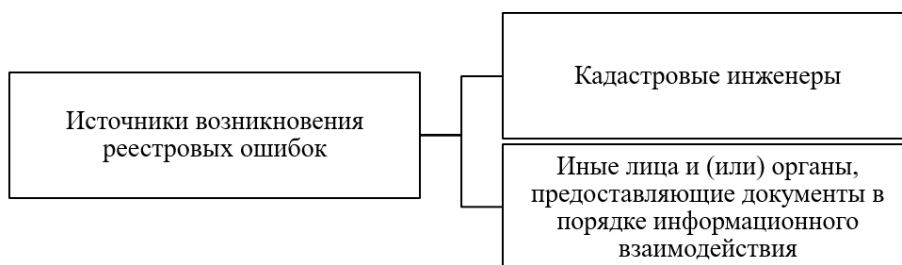 Источники возникновения
реестровых ошибок
Кадастровые инженеры
Иные лица и (или) органы,
предоставляющие документы в
порядке информационного
взаимодействия